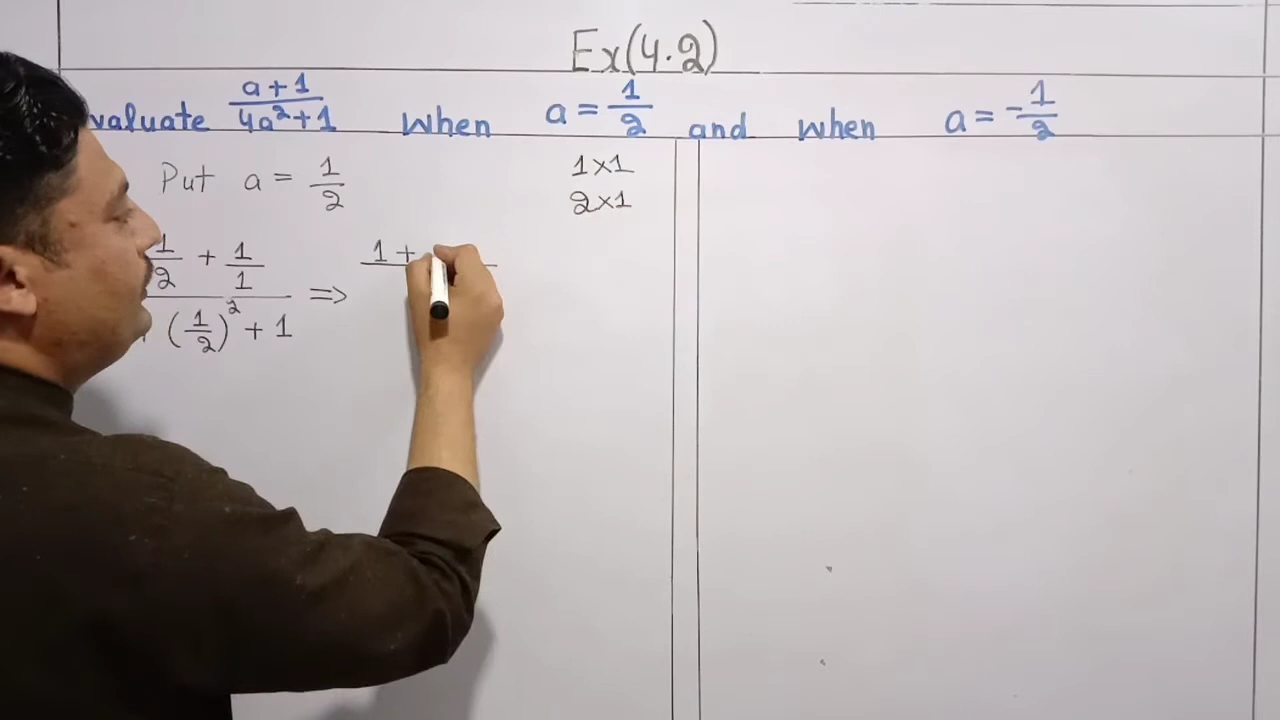 Ex(4.2)
valuate (a+1)/(4a²+1) when a = 1/2 and when a = -1/2
Put a = 1/2
1×1
2×1
1/2 + 1/1
(1/2)² + 1 ⇒ 1 +